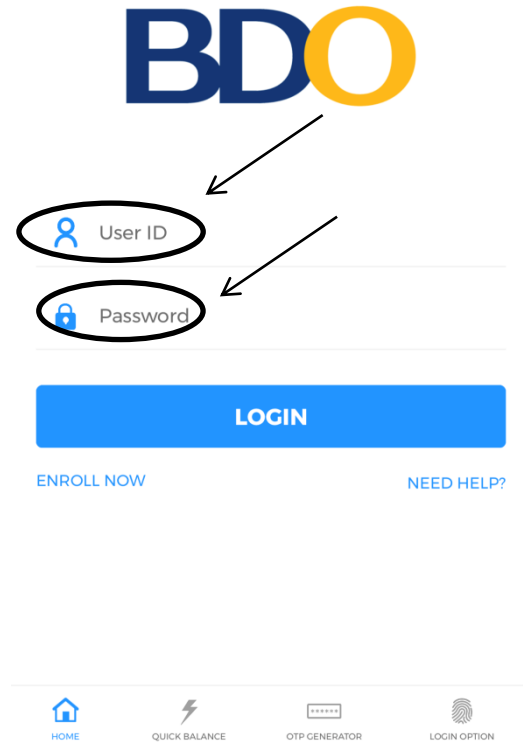 BDO
User ID
Password
LOGIN
ENROLL NOW
NEED HELP?
HOME
QUICK BALANCE
OTP GENERATOR
LOGIN OPTION